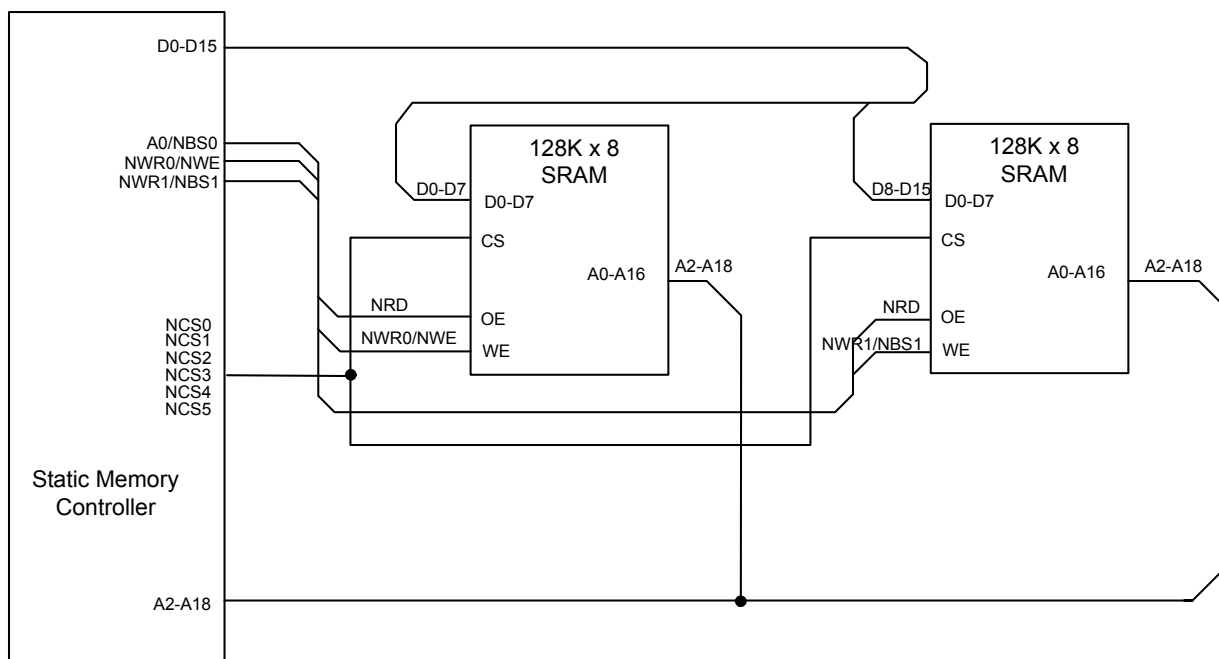 D0-D15
A0/NBS0
NWR0/NWE
NWR1/NBS1
NCS0
NCS1
NCS2
NCS3
NCS4
NCS5
Static Memory
Controller
A2-A18
128K x 8
SRAM
D0-D7
D0-D7
CS
A0-A16
A2-A18
NRD
OE
NWR0/NWE
WE
128K x 8
SRAM
D8-D15
D0-D7
CS
A0-A16
A2-A18
NRD
OE
NWR1/NBS1
WE